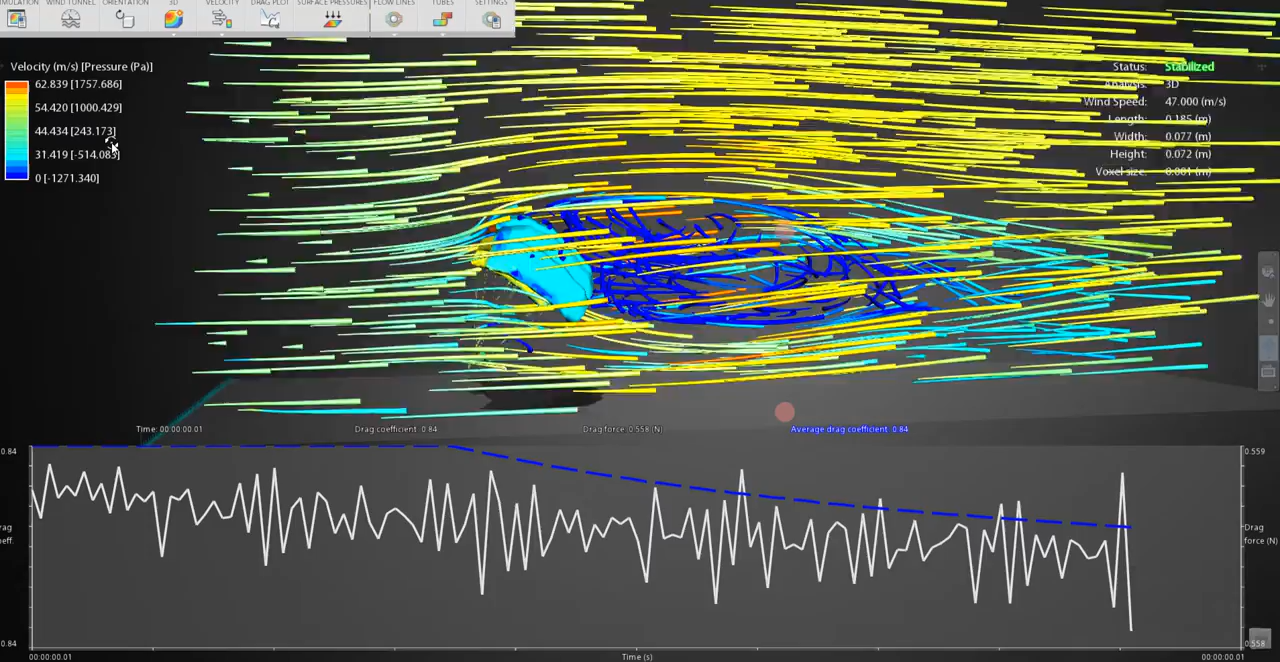 SIMULATION WIND TUNNEL ORIENTATION 3D VELOCITY DRAG PLOT SURFACE PRESSURES FLOW LINES TUBES SETTINGS
Velocity (m/s) [Pressure (Pa)]
62.839 [1757.686]
54.420 [1000.429]
44.434 [243.173]
31.419 [-514.083]
0 [-1271.340]
Status: Stabilized
Analysis: 3D
Wind Speed: 47.000 (m/s)
Length: 0.185 (m)
Width: 0.077 (m)
Height: 0.072 (m)
Voxel size: 0.001 (m)
Time: 00:00:00.01 Drag coefficient: 0.84 Drag force: 0.558 (N) Average drag coefficient: 0.84
0.84
0.559
rag
coeff.
Drag
force (N)
0.84
0.558
00:00:00.01 Time (s) 00:00:00.01